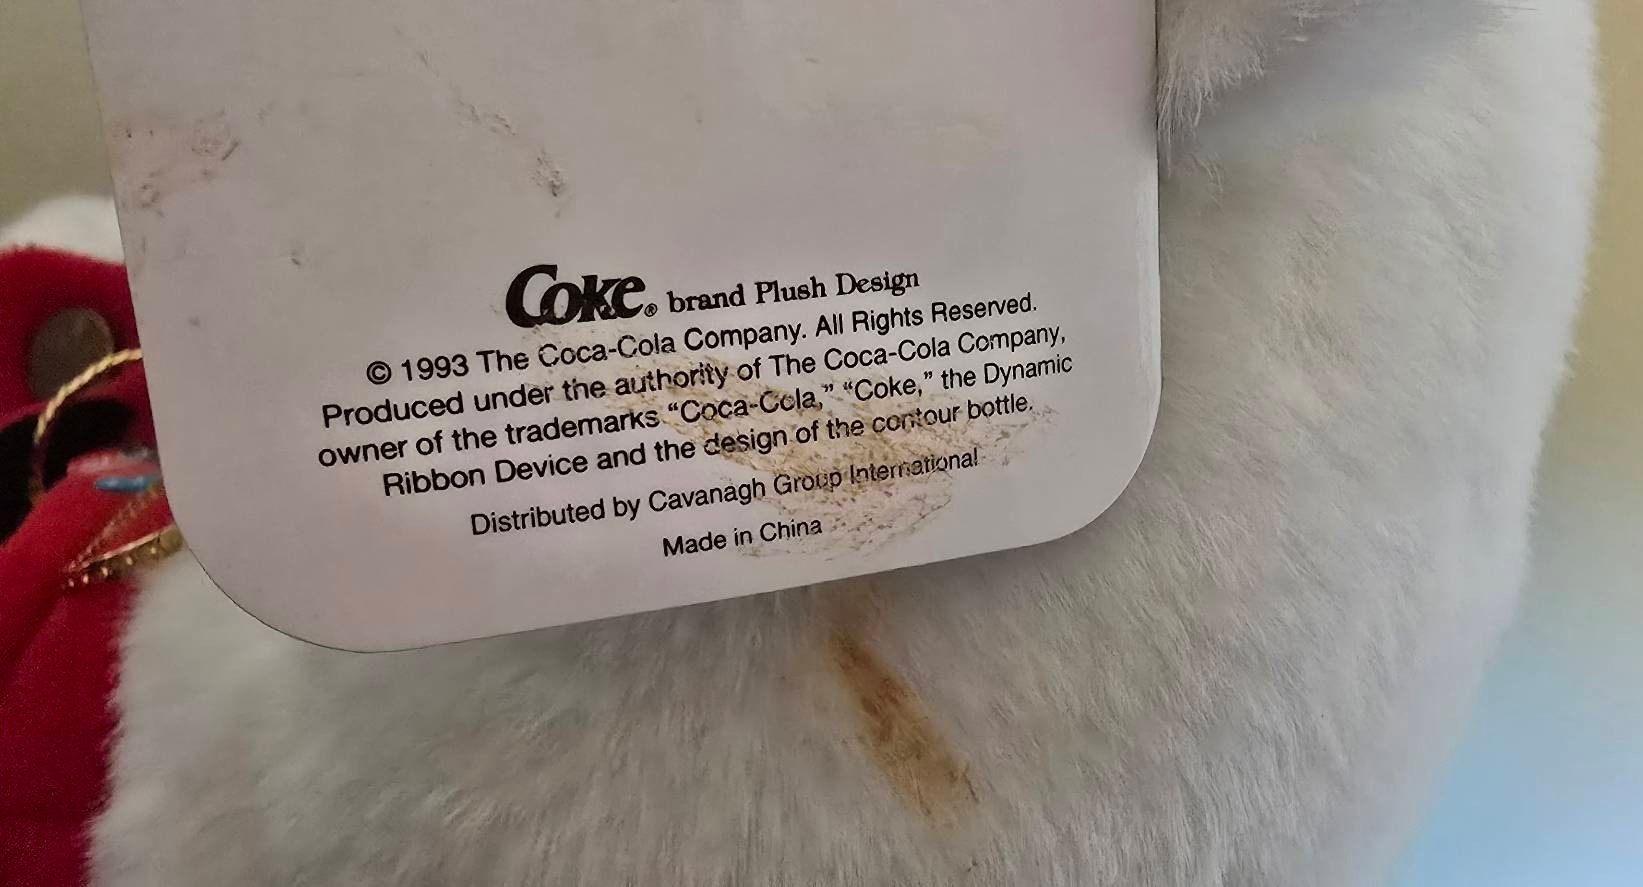 Coke® brand Plush Design
© 1993 The Coca-Cola Company. All Rights Reserved.
Produced under the authority of The Coca-Cola Company,
owner of the trademarks “Coca-Cola,” “Coke,” the Dynamic
Ribbon Device and the design of the contour bottle.
Distributed by Cavanagh Group International
Made in China